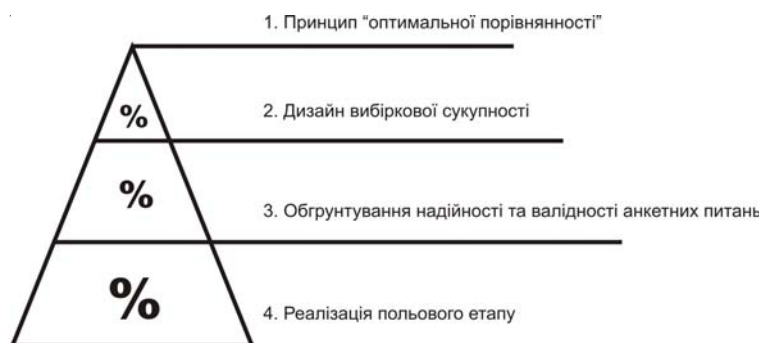 1. Принцип “оптимальної порівнянності”
%
2. Дизайн вибіркової сукупності
%
3. Обгрунтування надійності та валідності анкетних питань
%
4. Реалізація польового етапу